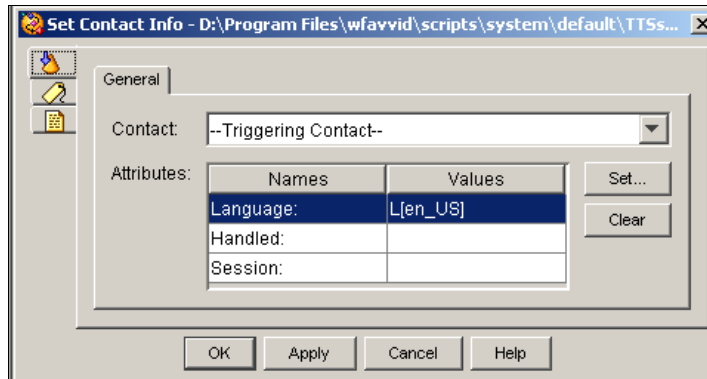 Set Contact Info - D:\Program Files\wfavvid\scripts\system\default\TTSs...
General
Contact: --Triggering Contact--
Attributes: Names Values Set...
Language: L[en_US] Clear
Handled:
Session:
OK Apply Cancel Help